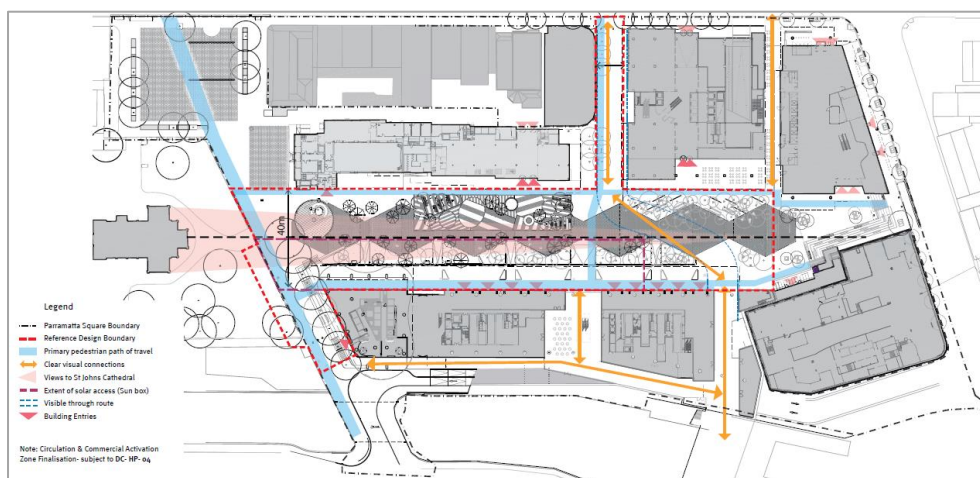 40m
Legend
Parramatta Square Boundary
Reference Design Boundary
Primary pedestrian path of travel
Clear visual connections
Views to St Johns Cathedral
Extent of solar access (Sun box)
Visible through route
Building Entries
Note: Circulation & Commercial Activation
Zone Finalisation- subject to DC- HP- 04